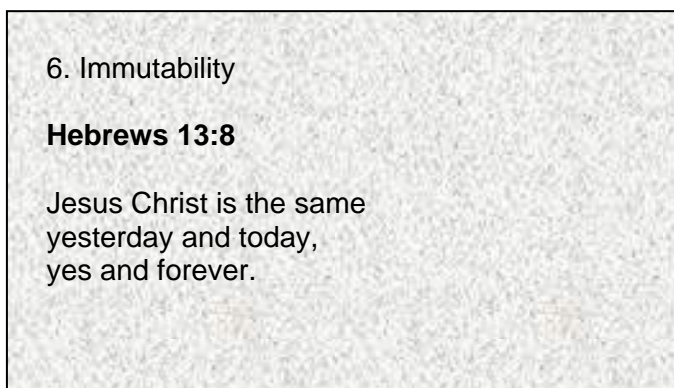 6. Immutability
Hebrews 13:8
Jesus Christ is the same
yesterday and today,
yes and forever.